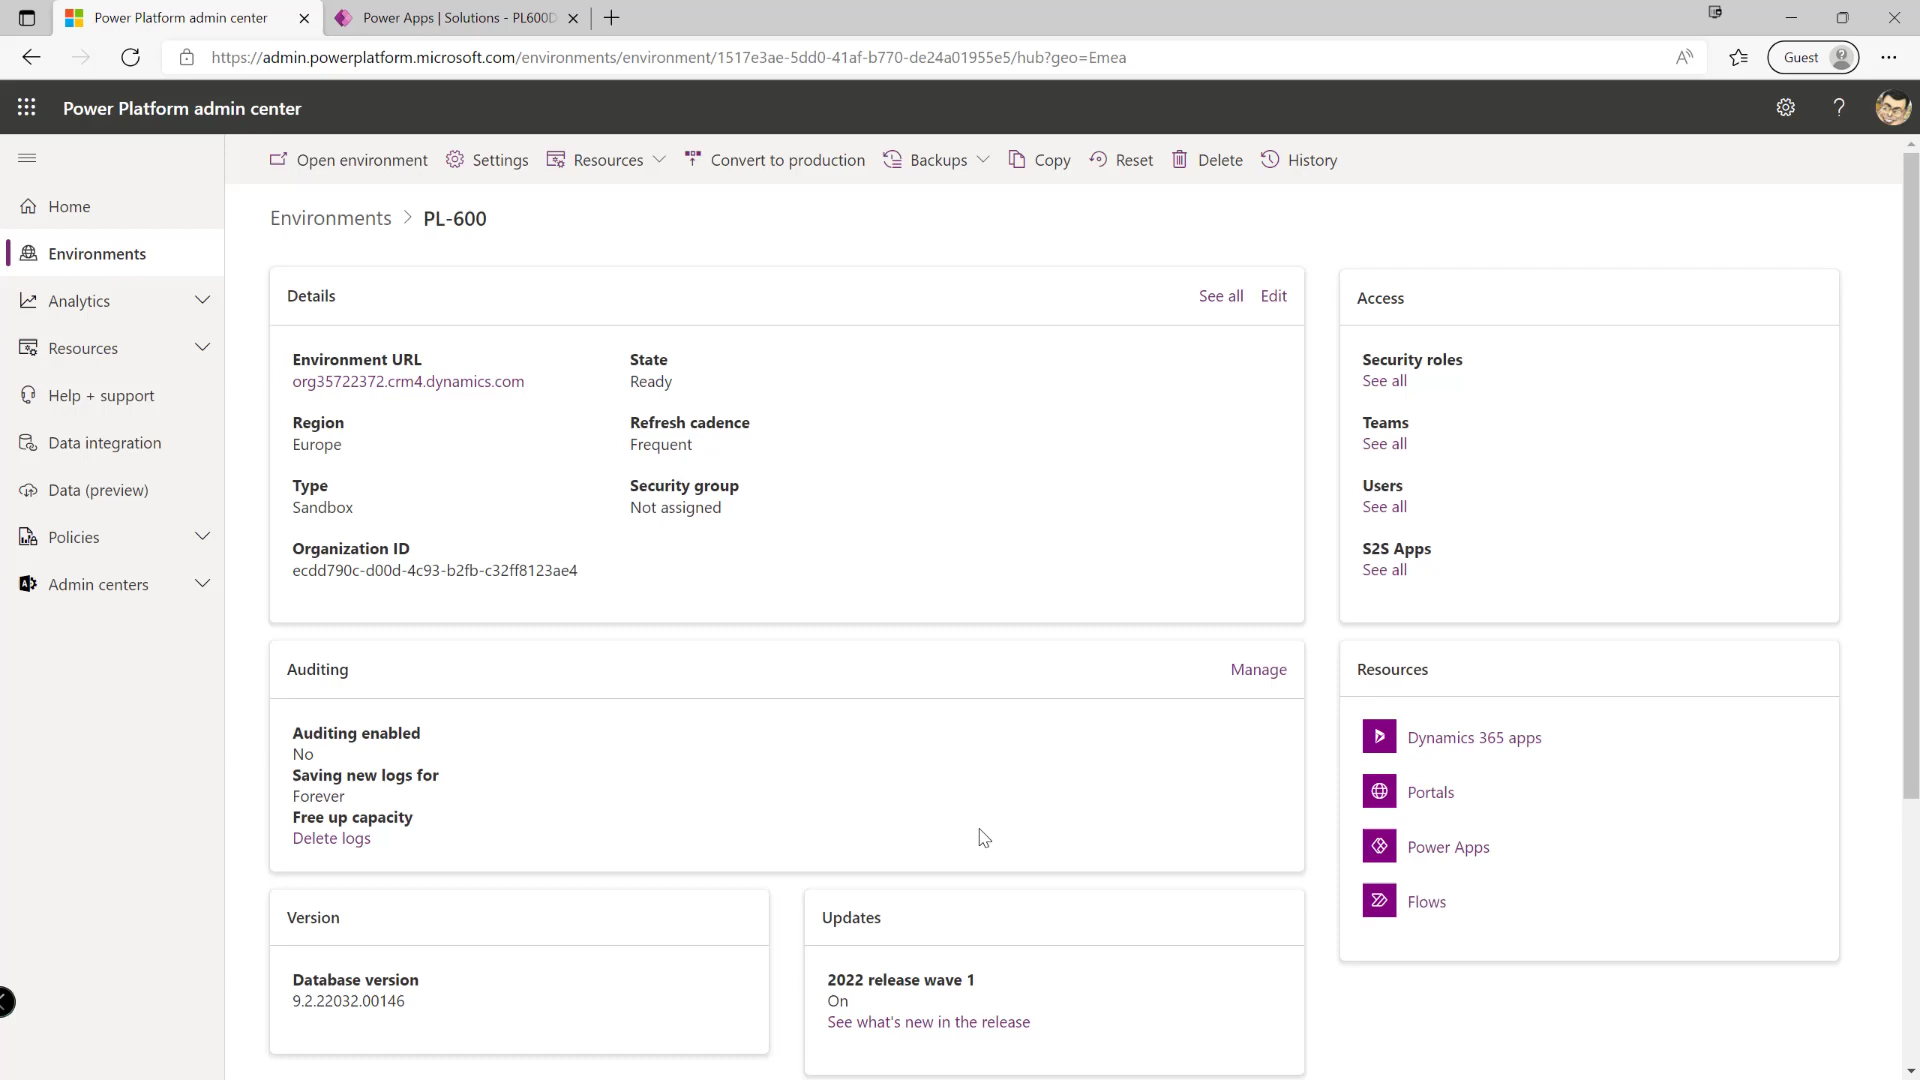 Power Platform admin center
Power Apps | Solutions - PL600D
https://admin.powerplatform.microsoft.com/environments/environment/1517e3ae-5dd0-41af-b770-de24a01955e5/hub?geo=Emea
Guest
Power Platform admin center
Open environment Settings Resources Convert to production Backups Copy Reset Delete History
Home
Environments
Analytics
Resources
Help + support
Data integration
Data (preview)
Policies
Admin centers
Environments > PL-600
Details See all Edit
Environment URL
org35722372.crm4.dynamics.com
Region
Europe
Type
Sandbox
Organization ID
ecdd790c-d00d-4c93-b2fb-c32ff8123ae4
State
Ready
Refresh cadence
Frequent
Security group
Not assigned
Access
Security roles
See all
Teams
See all
Users
See all
S2S Apps
See all
Auditing Manage
Auditing enabled
No
Saving new logs for
Forever
Free up capacity
Delete logs
Resources
Dynamics 365 apps
Portals
Power Apps
Flows
Version
Database version
9.2.22032.00146
Updates
2022 release wave 1
On
See what's new in the release